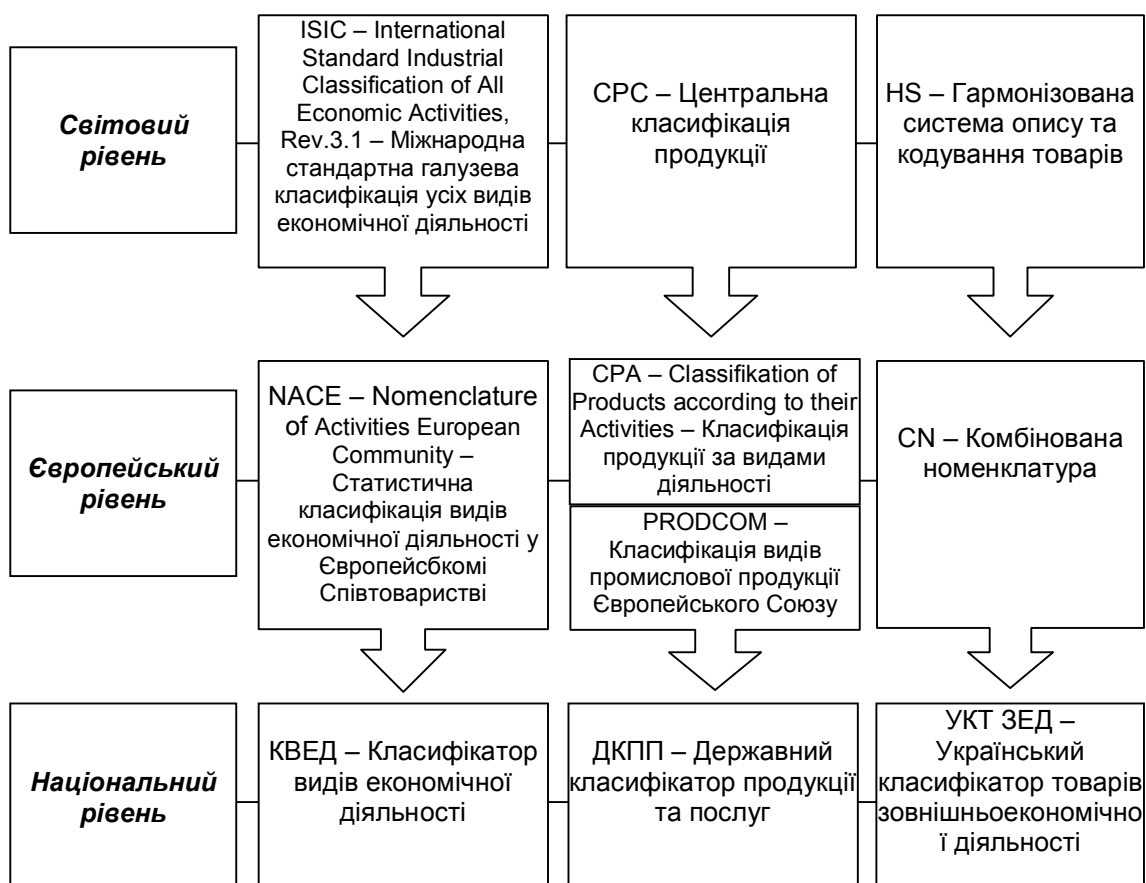 Світовий
рівень
ISIC – International
Standard Industrial
Classification of All
Economic Activities,
Rev.3.1 – Міжнародна
стандартна галузева
класифікація усіх видів
економічної діяльності
CPC – Центральна
класифікація
продукції
HS – Гармонізована
система опису та
кодування товарів
Європейський
рівень
NACE – Nomenclature
of Activities European
Community –
Статистична
класифікація видів
економічної діяльності у
Європейсбкомі
Співтоваристві
CPA – Classifikation of
Products according to their
Activities – Класифікація
продукції за видами
діяльності
PRODCOM –
Класифікація видів
промислової продукції
Європейського Союзу
CN – Комбінована
номенклатура
Національний
рівень
КВЕД – Класифікатор
видів економічної
діяльності
ДКПП – Державний
класифікатор продукції
та послуг
УКТ ЗЕД –
Український
класифікатор товарів
зовнішньоекономічно
ї діяльності